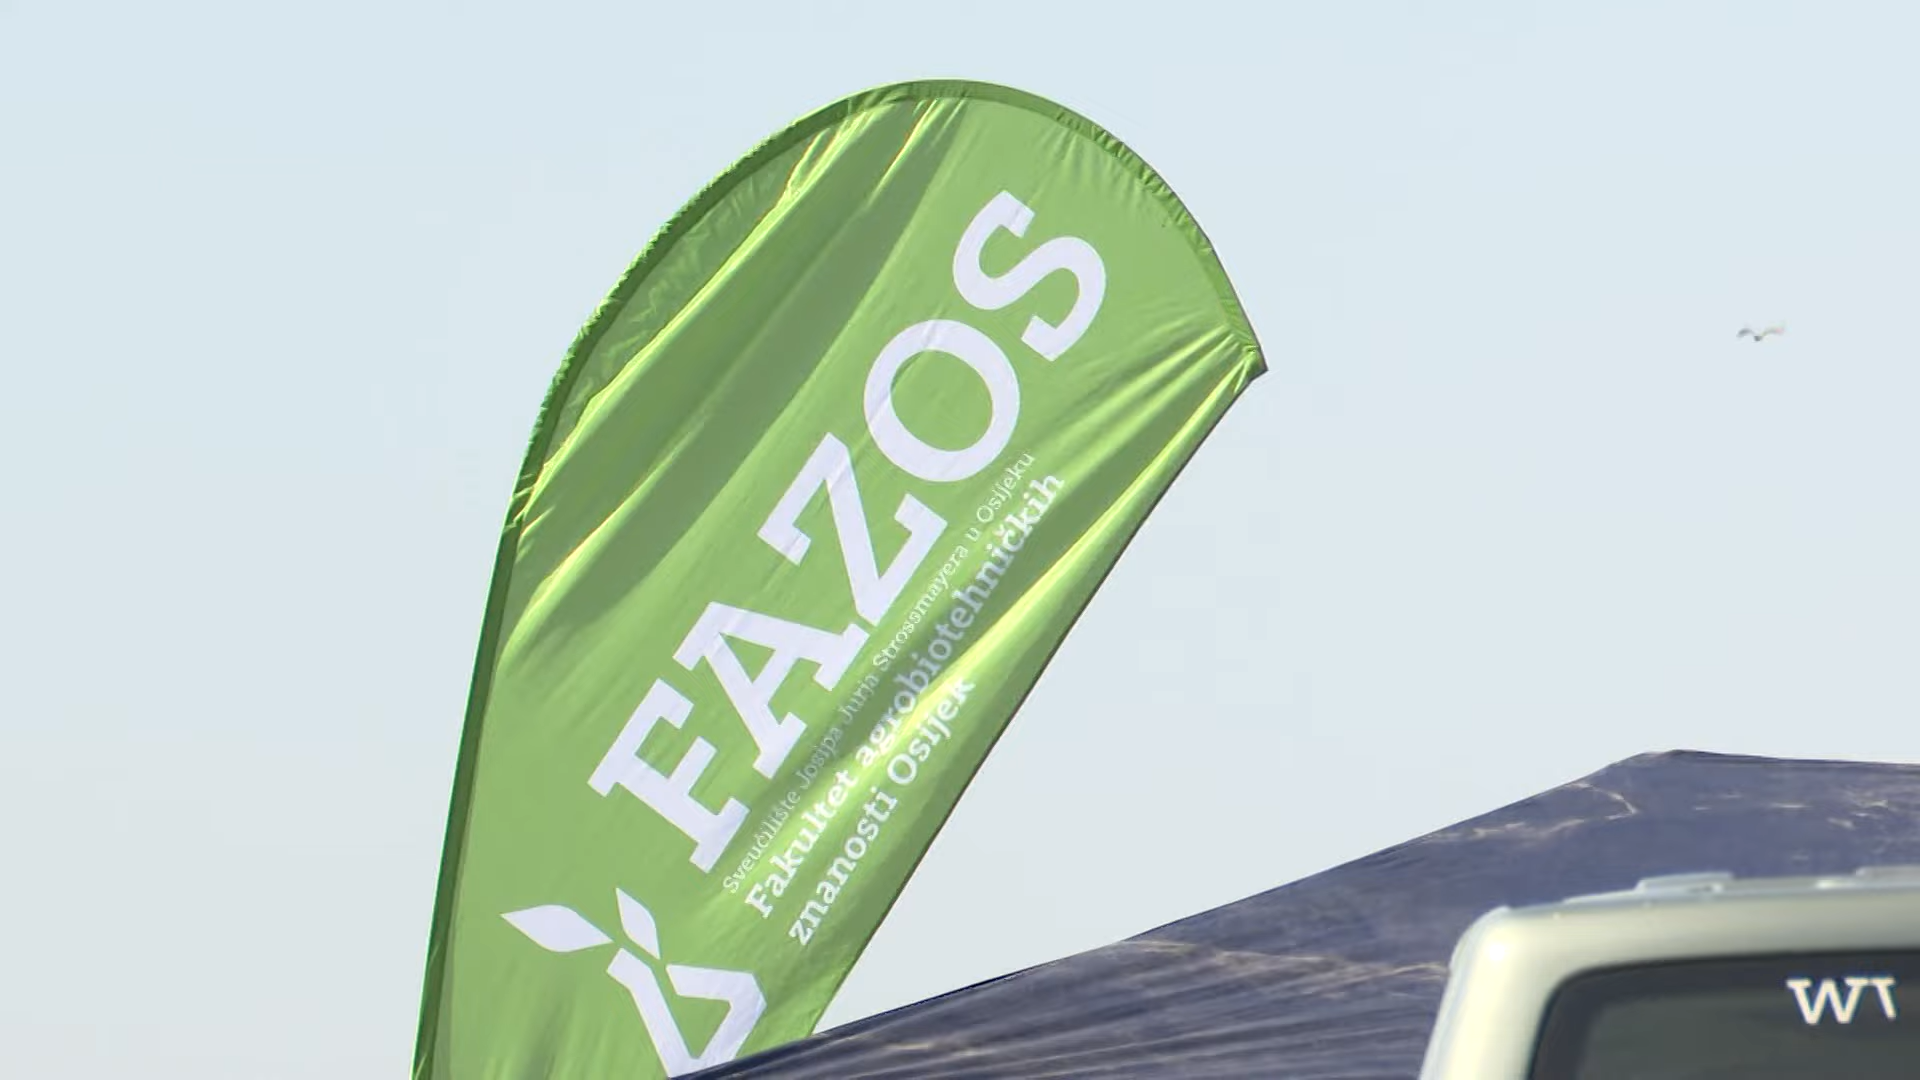 FAZOS
Sveučilište Josipa Jurja Strossmayera u Osijeku
Fakultet agrobiotehničkih
znanosti Osijek